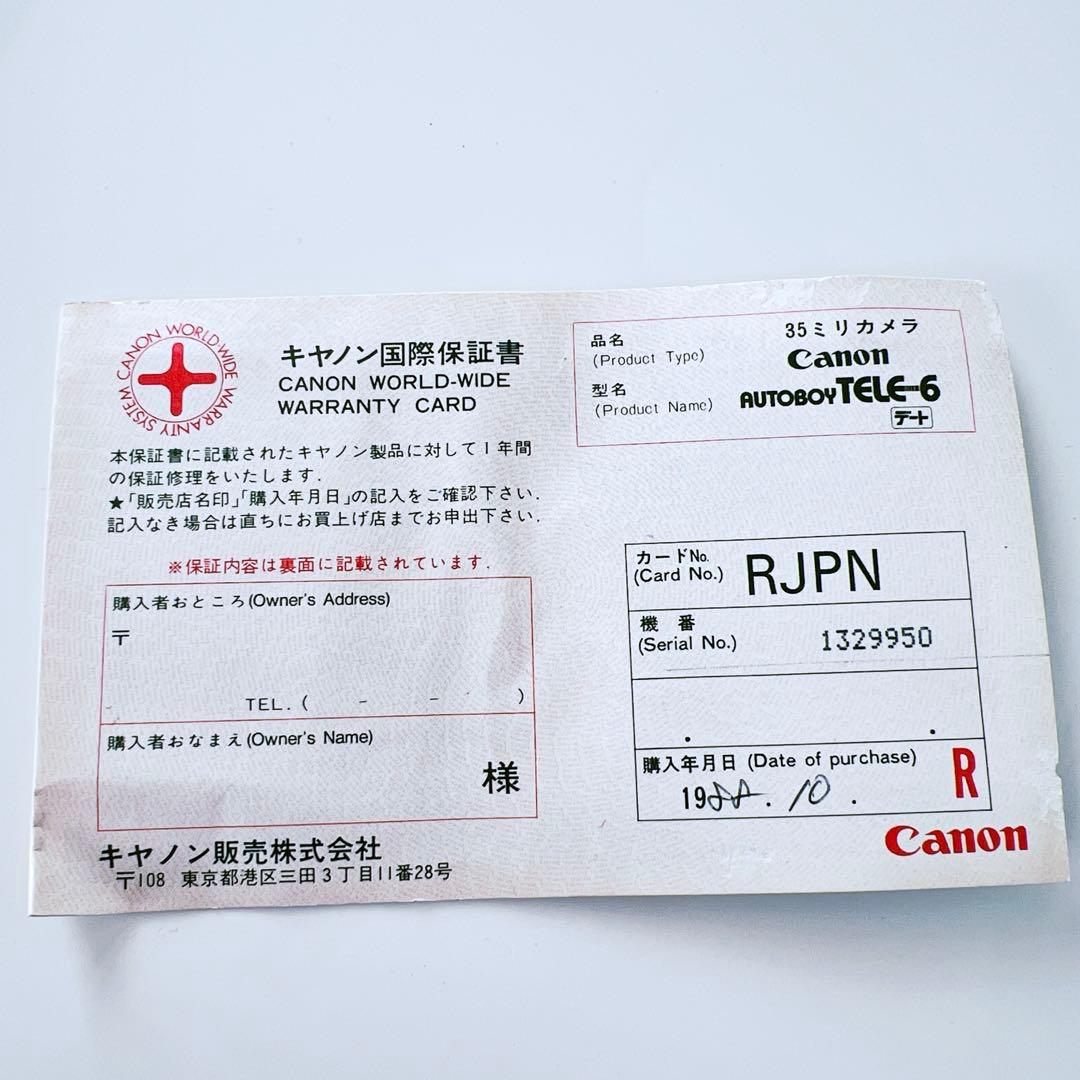 CANON WORLD-WIDE WARRANTY SYSTEM
キヤノン国際保証書
CANON WORLD-WIDE
WARRANTY CARD
本保証書に記載されたキヤノン製品に対して1年間
の保証修理をいたします.
★「販売店名印」「購入年月日」の記入をご確認下さい.
記入なき場合は直ちにお買上げ店までお申出下さい.
※保証内容は裏面に記載されています.
購入者おところ(Owner's Address)
〒
TEL. ( - - )
購入者おなまえ(Owner's Name)
様
キヤノン販売株式会社
〒108 東京都港区三田3丁目11番28号
品名 35ミリカメラ
(Product Type) Canon
型名
(Product Name) AUTOBOY TELE-6
デート
カードNo.
(Card No.) RJPN
機 番
(Serial No.) 1329950
. .
購入年月日 (Date of purchase)
1988. 10. R
Canon